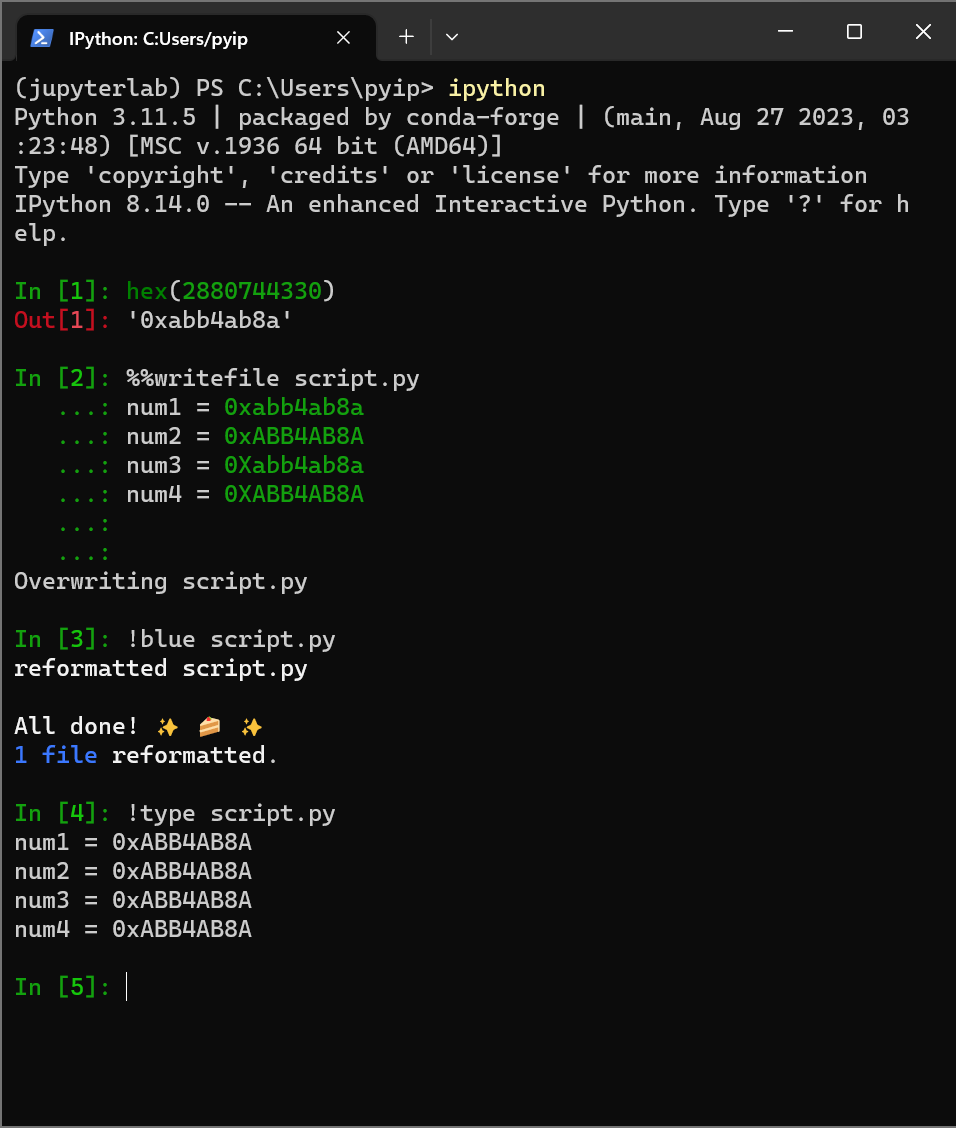 IPython: C:Users/pyip
(jupyterlab) PS C:\Users\pyip> ipython
Python 3.11.5 | packaged by conda-forge | (main, Aug 27 2023, 03
:23:48) [MSC v.1936 64 bit (AMD64)]
Type 'copyright', 'credits' or 'license' for more information
IPython 8.14.0 -- An enhanced Interactive Python. Type '?' for h
elp.
In [1]: hex(2880744330)
Out[1]: '0xabb4ab8a'
In [2]: %%writefile script.py
   ...: num1 = 0xabb4ab8a
   ...: num2 = 0xABB4AB8A
   ...: num3 = 0Xabb4ab8a
   ...: num4 = 0XABB4AB8A
   ...:
   ...:
Overwriting script.py
In [3]: !blue script.py
reformatted script.py
All done! ✨ 🍰 ✨
1 file reformatted.
In [4]: !type script.py
num1 = 0xABB4AB8A
num2 = 0xABB4AB8A
num3 = 0xABB4AB8A
num4 = 0xABB4AB8A
In [5]: